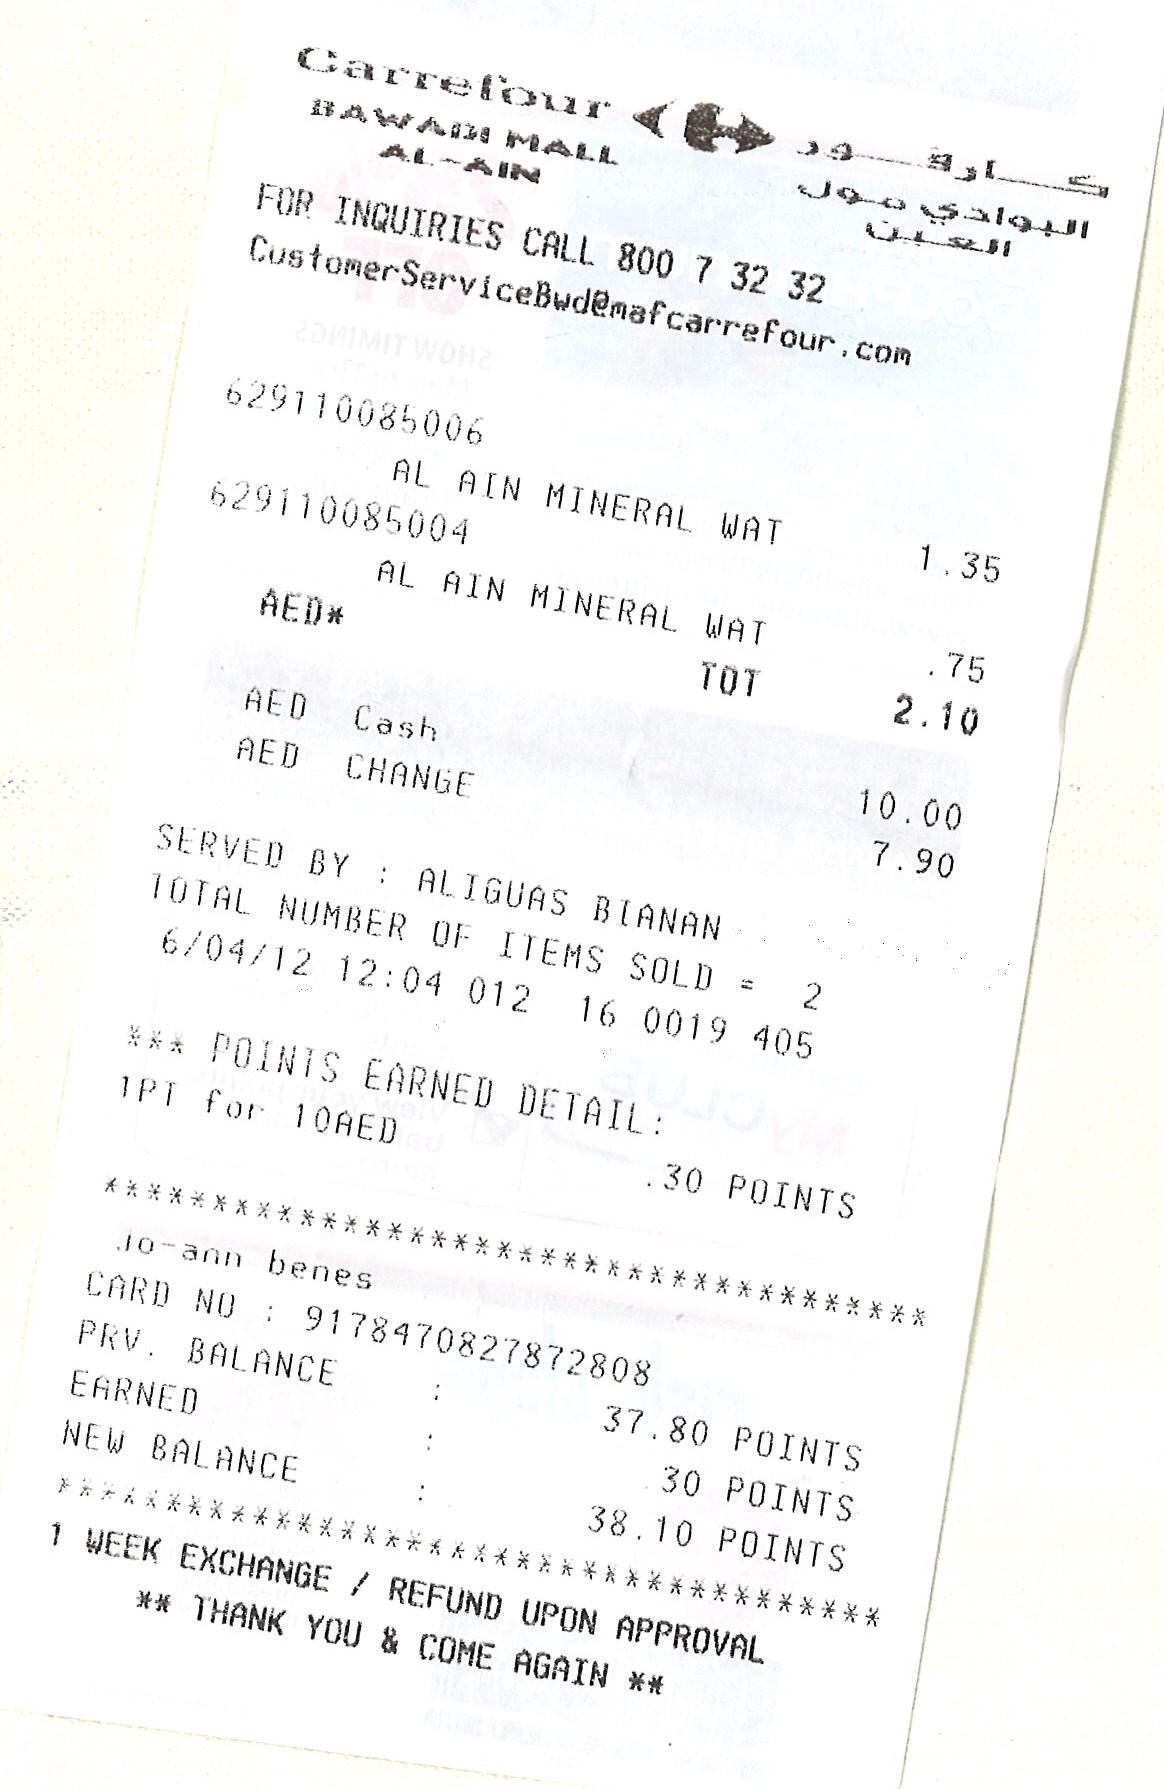 Carrefour كارفور
BAWADI MALL البوادي مول
AL-AIN العين
FOR INQUIRIES CALL 800 7 32 32
CustomerServiceBwd@mafcarrefour.com
629110085006
AL AIN MINERAL WAT 1.35
629110085004
AL AIN MINERAL WAT .75
AED* TOT 2.10
AED Cash 10.00
AED CHANGE 7.90
SERVED BY : ALIGUAS BIANAN
TOTAL NUMBER OF ITEMS SOLD = 2
6/04/12 12:04 012 16 0019 405
*** POINTS EARNED DETAIL:
1PT for 10AED .30 POINTS
**************************************
Jo-ann benes
CARD NO : 9178470827872808
PRV. BALANCE : 37.80 POINTS
EARNED : 30 POINTS
NEW BALANCE : 38.10 POINTS
**************************************
1 WEEK EXCHANGE / REFUND UPON APPROVAL
** THANK YOU & COME AGAIN **